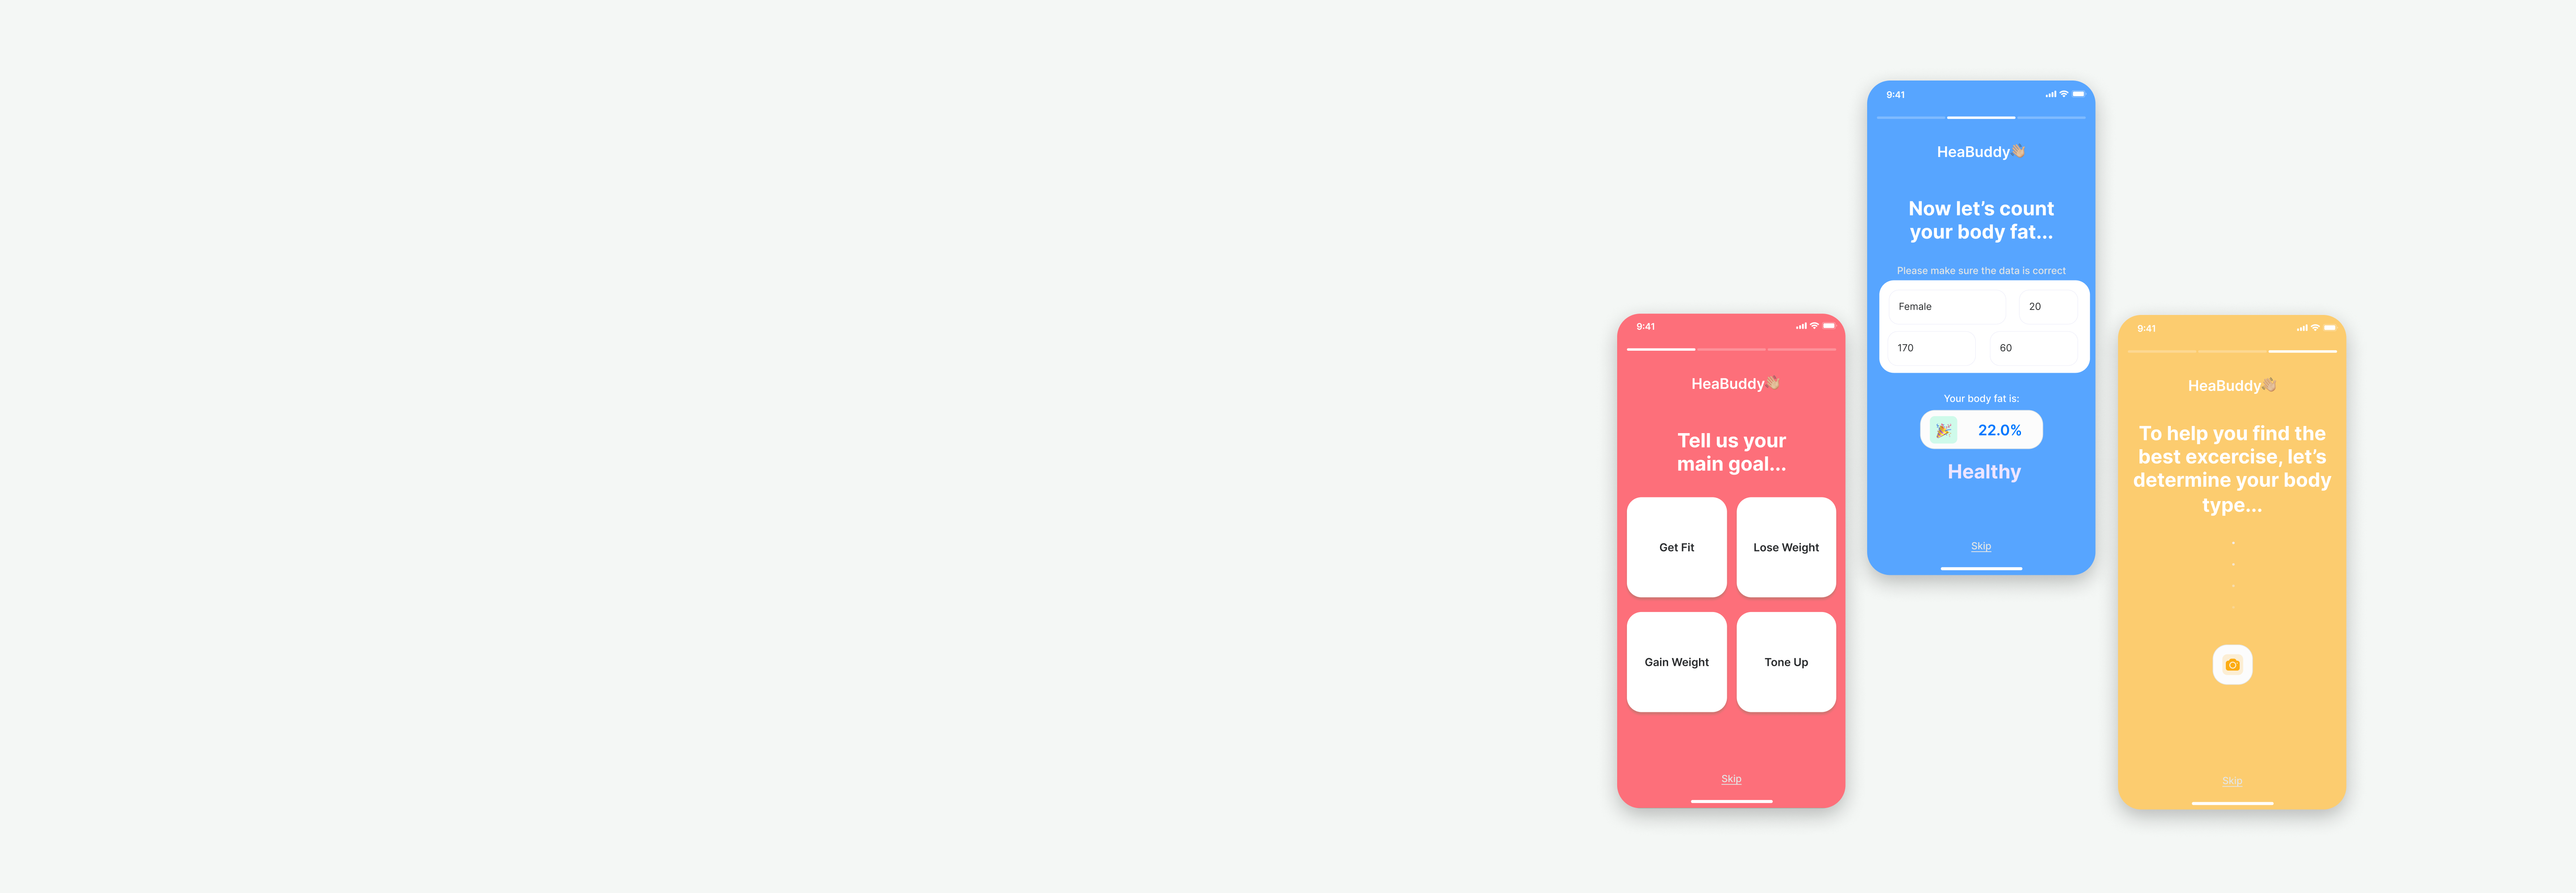 9:41
HeaBuddy👋🏼
Tell us your
main goal...
Get Fit
Lose Weight
Gain Weight
Tone Up
Skip
9:41
HeaBuddy👋🏼
Now let’s count
your body fat...
Please make sure the data is correct
Female
20
170
60
Your body fat is:
🎉 22.0%
Healthy
Skip
9:41
HeaBuddy👋🏼
To help you find the
best excercise, let’s
determine your body
type...
Skip